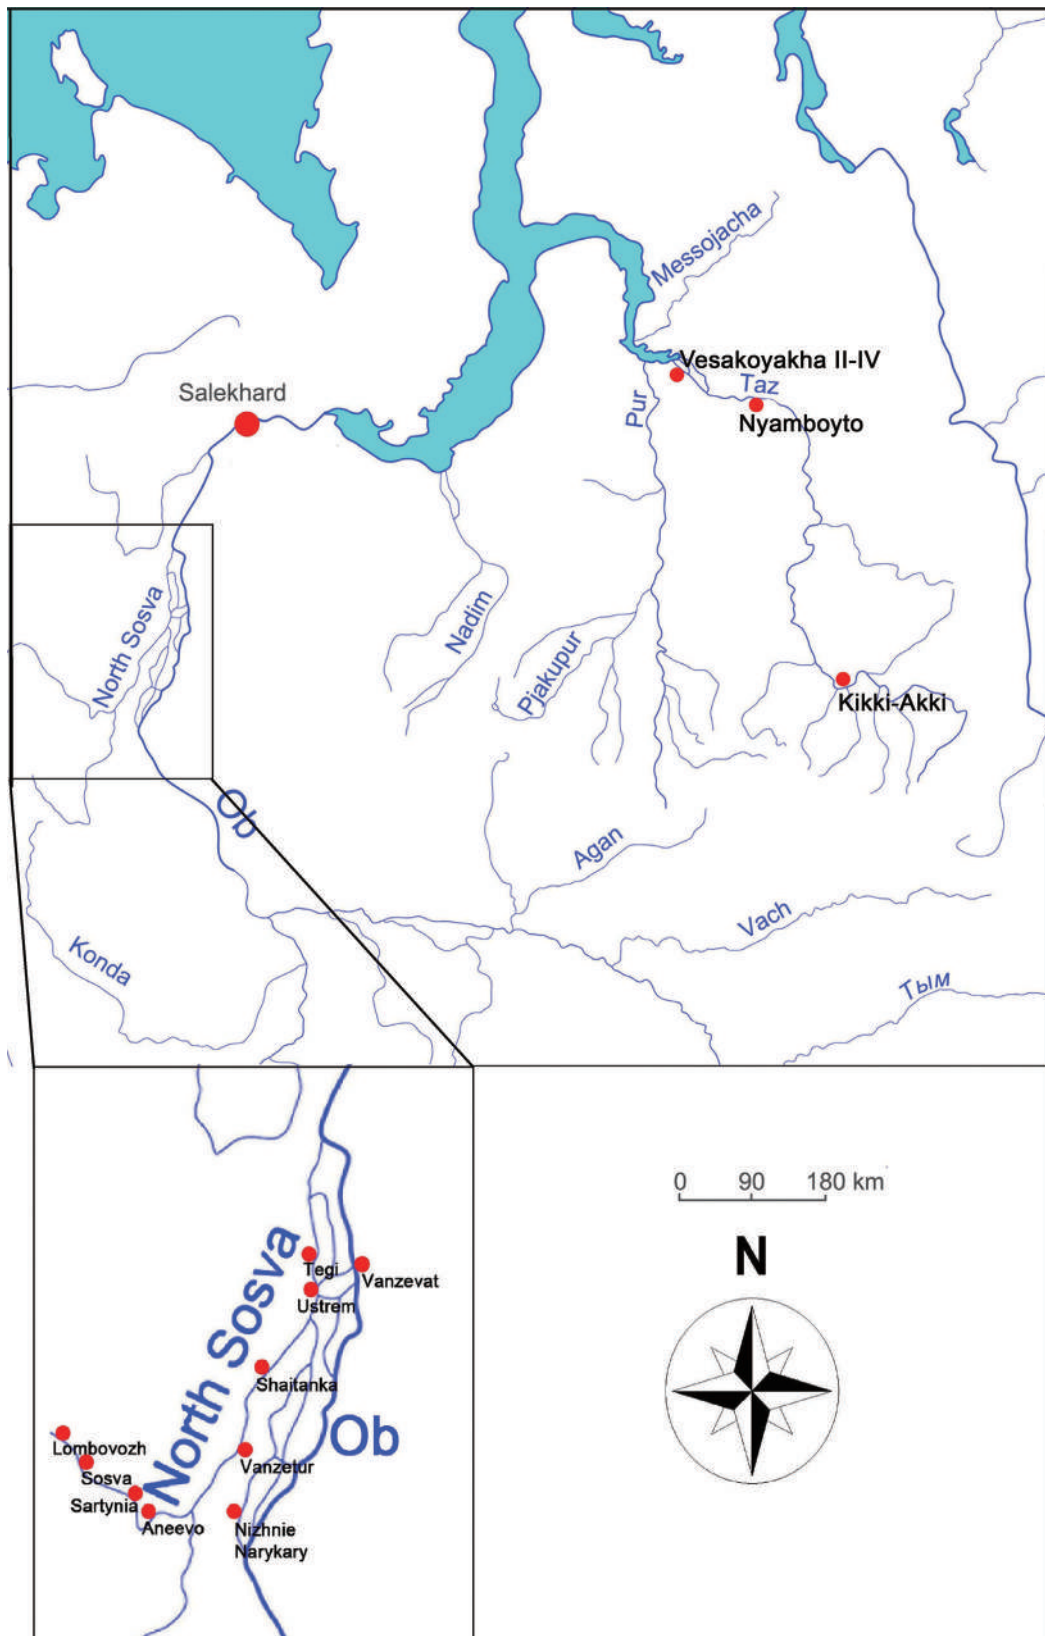 Messojacha
Vesakoyakha II-IV
Taz
Salekhard
Pur
Nyamboyto
North Sosva
Nadim
Pjakupur
Kikki-Akki
Ob
Agan
Vach
Konda
Тым
0 90 180 km
N
North Sosva
Tegi
Vanzevat
Ustrem
Shaitanka
Ob
Lombovozh
Vanzetur
Sosva
Sartynia
Aneevo
Nizhnie
Narykary